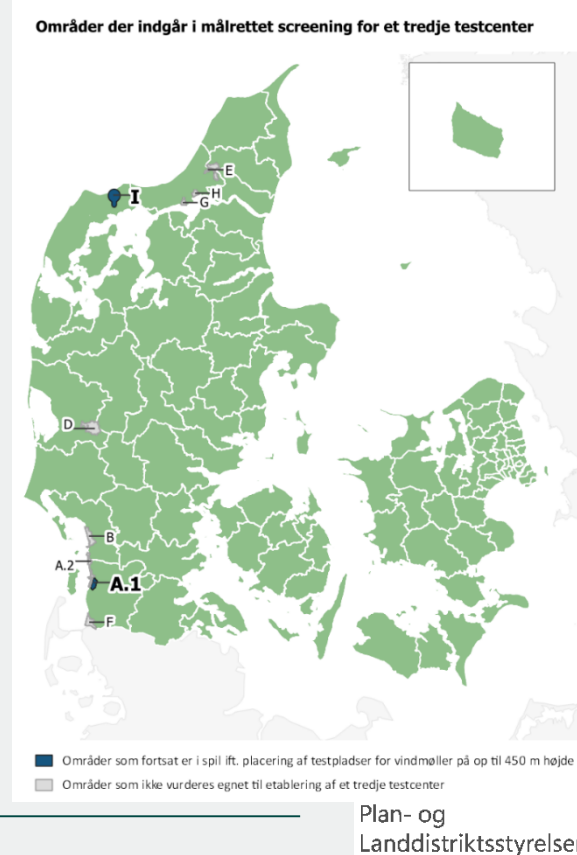 Områder der indgår i målrettet screening for et tredje testcenter
E
I
H
G
D
B
A.2
A.1
F
Områder som fortsat er i spil ift. placering af testpladser for vindmøller på op til 450 m højde
Områder som ikke vurderes egnet til etablering af et tredje testcenter
Plan- og
Landdistriktsstyrelsen